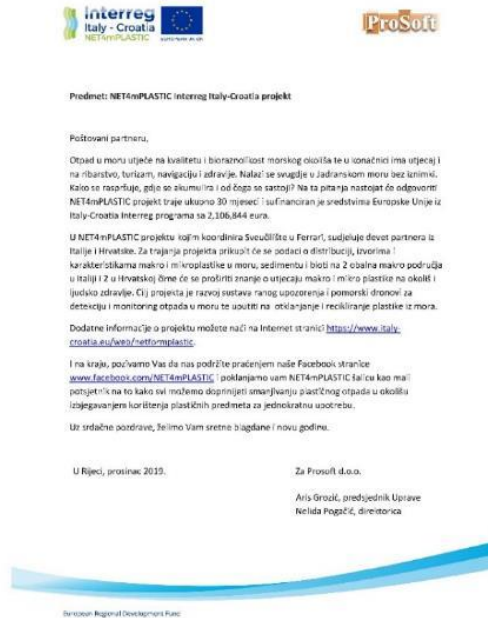 Interreg
Italy - Croatia
NET4mPLASTIC
ProSoft
Predmet: NET4mPLASTIC Interreg Italy-Croatia projekt
Poštovani partneru,
Otpad u moru utječe na kvalitetu i bioraznolikost morskog okoliša te u konačnici ima utjecaj i
na ribarstvo, turizam, navigaciju i zdravlje. Nalazi se svugdje u Jadranskom moru bez iznimki.
Kako se raspršuje, gdje se akumulira i od čega se sastoji? Na ta pitanja nastojat će odgovoriti
NET4mPLASTIC projekt traje ukupno 30 mjeseci i sufinanciran je sredstvima Europske Unije iz
Italy-Croatia Interreg programa sa 2,106,844 eura.
U NET4mPLASTIC projektu kojim koordinira Sveučilište u Ferrari, sudjeluje devet partnera iz
Italije i Hrvatske. Za trajanja projekta prikupit će se podaci o distribuciji, izvorima i
karakteristikama makro i mikroplastike u moru, sedimentu i bioti na 2 obalna makro područja
u Italiji i 2 u Hrvatskoj čime će se proširiti znanje o utjecaju makro i mikro plastike na okoliš i
ljudsko zdravlje. Cilj projekta je razvoj sustava ranog upozorenja i pomorski dronovi za
detekciju i monitoring otpada u moru te uputiti na otklanjanje i recikliranje plastike iz mora.
Dodatne informacije o projektu možete naći na Internet stranici https://www.italy-
croatia.eu/web/netformplastic.
I na kraju, pozivamo Vas da nas podržite praćenjem naše Facebook stranice
www.facebook.com/NET4mPLASTIC i poklanjamo vam NET4mPLASTIC šalicu kao mali
potsjetnik na to kako svi možemo doprinijeti smanjivanju plastičnog otpada u okolišu
izbjegavanjem korištenja plastičnih predmeta za jednokratnu upotrebu.
Uz srdačne pozdrave, želimo Vam sretne blagdane i novu godinu.
U Rijeci, prosinac 2019.
Za Prosoft d.o.o.
Aris Grozić, predsjednik Uprave
Nelida Pogačić, direktorica
European Regional Development Fund